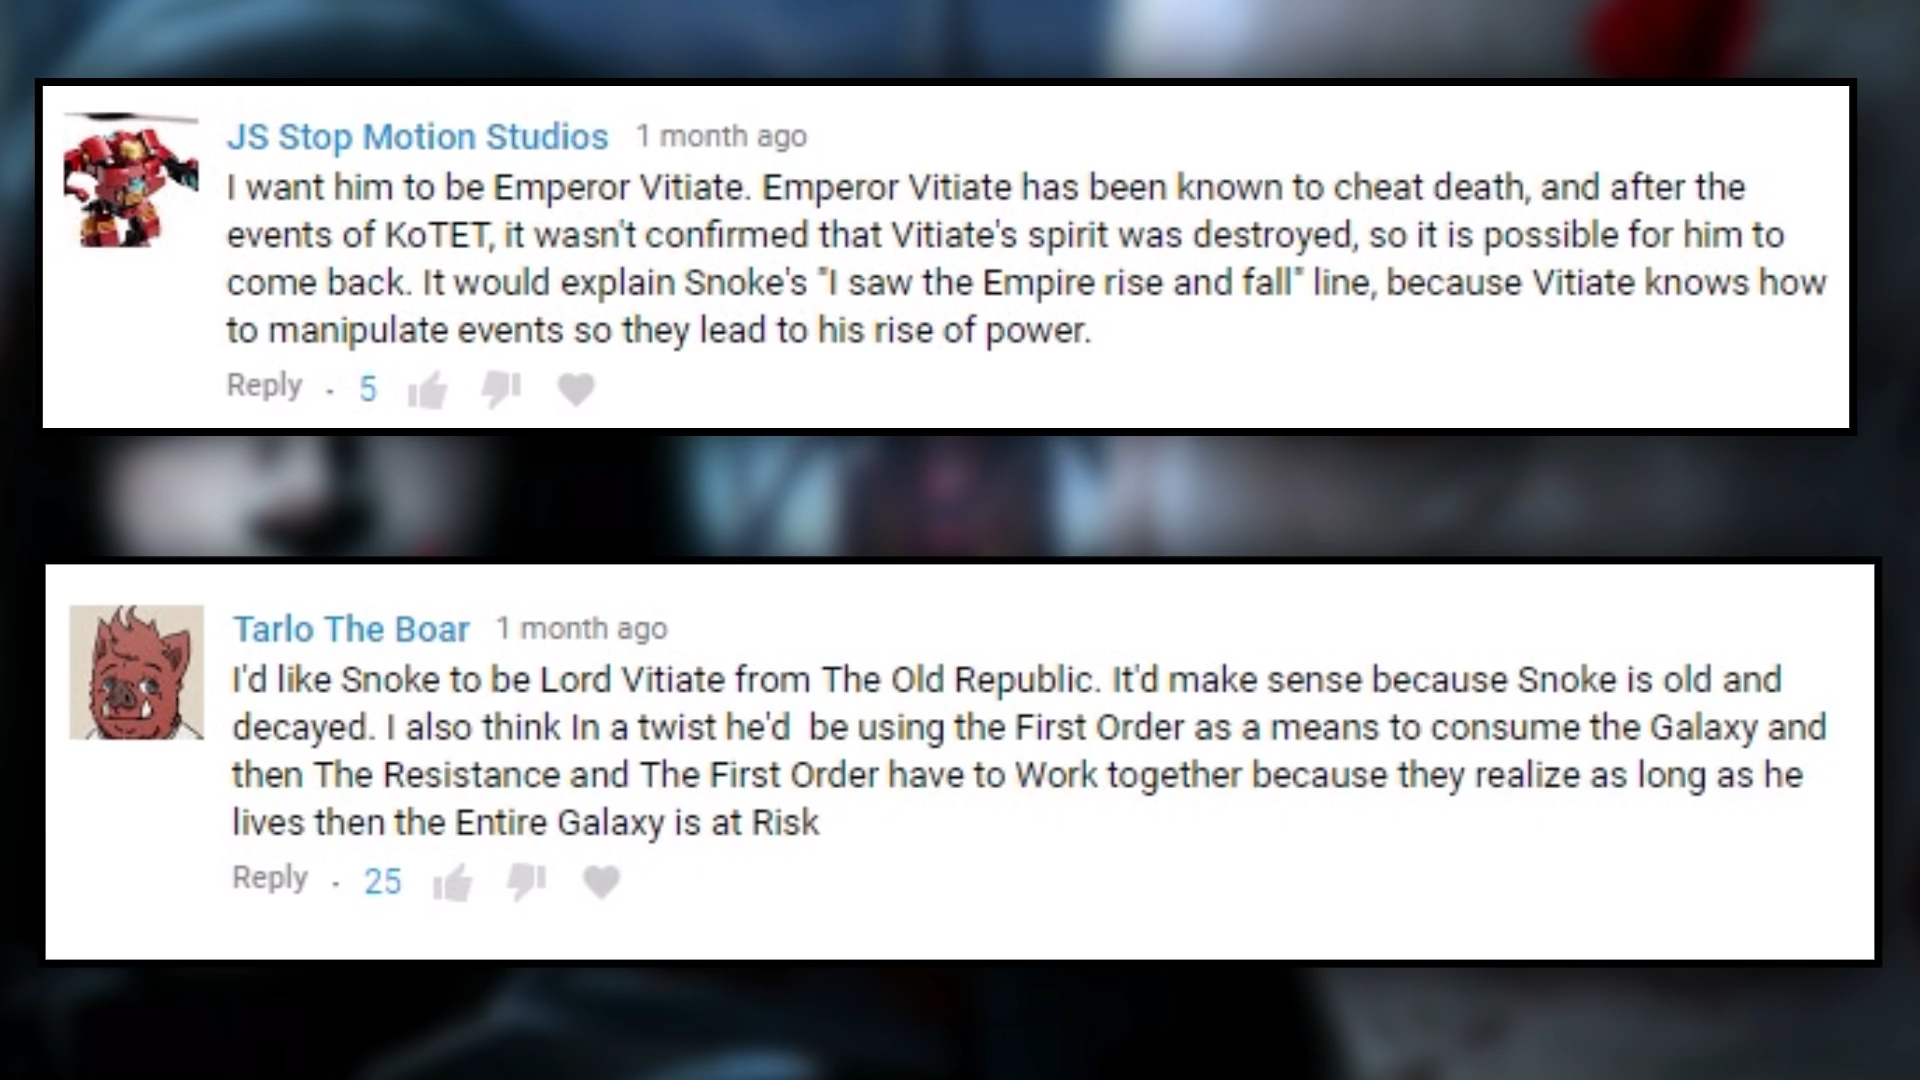 JS Stop Motion Studios 1 month ago
I want him to be Emperor Vitiate. Emperor Vitiate has been known to cheat death, and after the
events of KoTET, it wasn't confirmed that Vitiate's spirit was destroyed, so it is possible for him to
come back. It would explain Snoke's "I saw the Empire rise and fall" line, because Vitiate knows how
to manipulate events so they lead to his rise of power.
Reply · 5
Tarlo The Boar 1 month ago
I'd like Snoke to be Lord Vitiate from The Old Republic. It'd make sense because Snoke is old and
decayed. I also think In a twist he'd  be using the First Order as a means to consume the Galaxy and
then The Resistance and The First Order have to Work together because they realize as long as he
lives then the Entire Galaxy is at Risk
Reply · 25